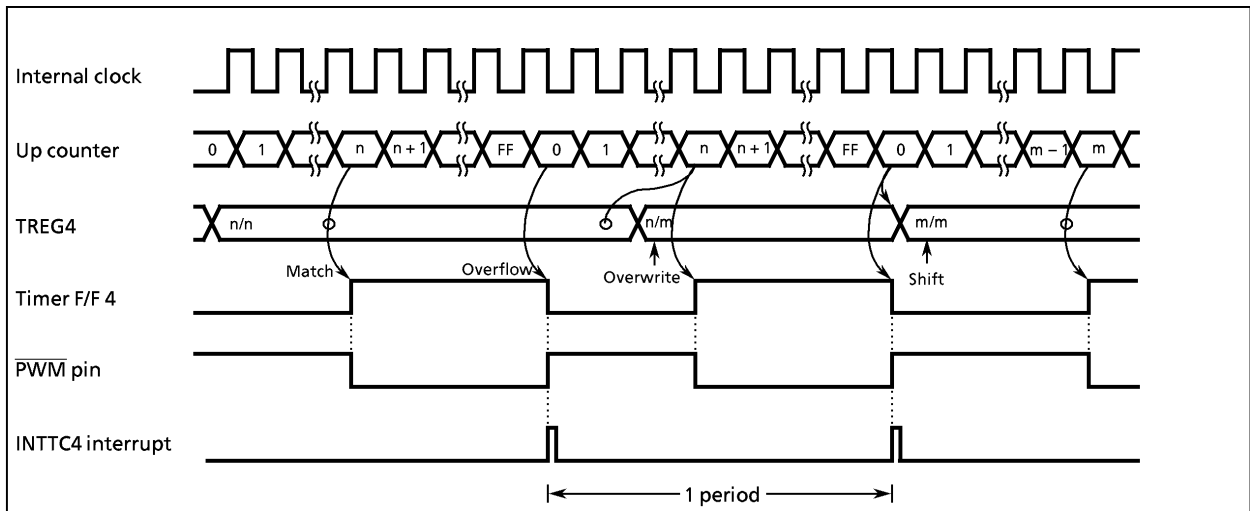 Internal clock
Up counter 0 1 n n + 1 FF 0 1 n n + 1 FF 0 1 m – 1 m
TREG4 n/n n/m m/m
Match Overflow Overwrite Shift
Timer F/F 4
PWM pin
INTTC4 interrupt
1 period